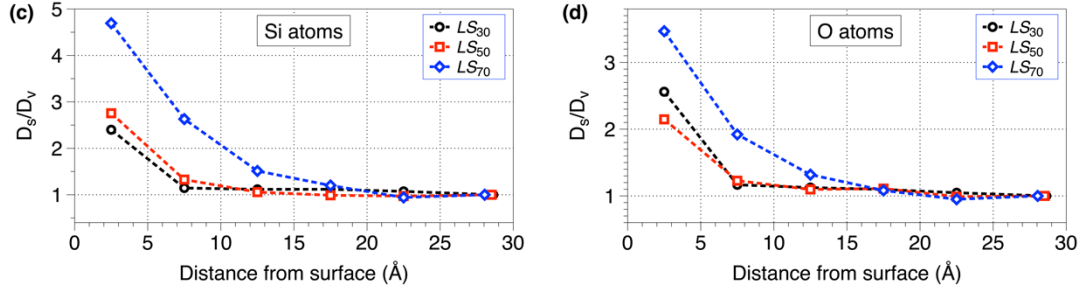 (c)
5
4
3
2
1
Ds/Dv
Si atoms
LS30
LS50
LS70
0 5 10 15 20 25 30
Distance from surface (Å)
(d)
3
2
1
Ds/Dv
O atoms
LS30
LS50
LS70
0 5 10 15 20 25 30
Distance from surface (Å)